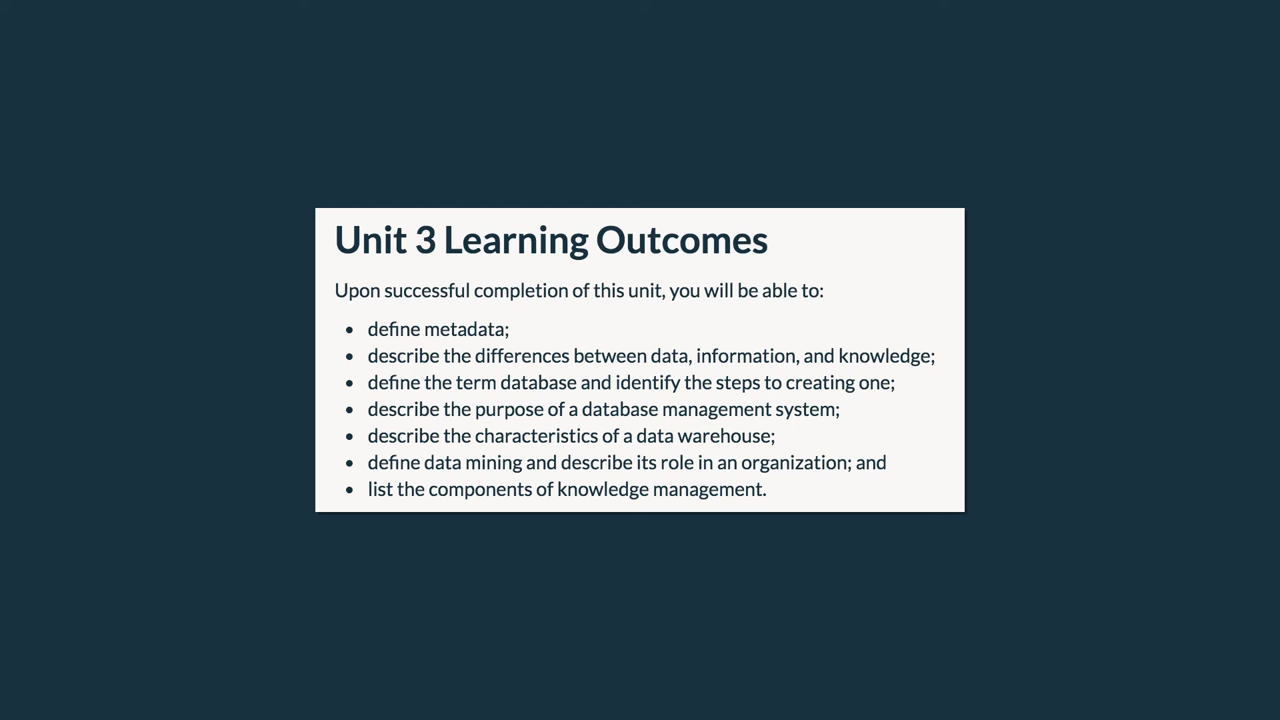 Unit 3 Learning Outcomes
Upon successful completion of this unit, you will be able to:
• define metadata;
• describe the differences between data, information, and knowledge;
• define the term database and identify the steps to creating one;
• describe the purpose of a database management system;
• describe the characteristics of a data warehouse;
• define data mining and describe its role in an organization; and
• list the components of knowledge management.